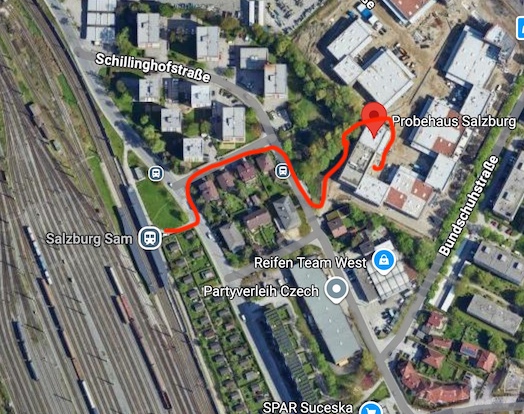 Schillinghofstraße
Probehaus Salzburg
Bundschuhstraße
Salzburg Sam
Reifen Team West
Partyverleih Czech
SPAR Suceska